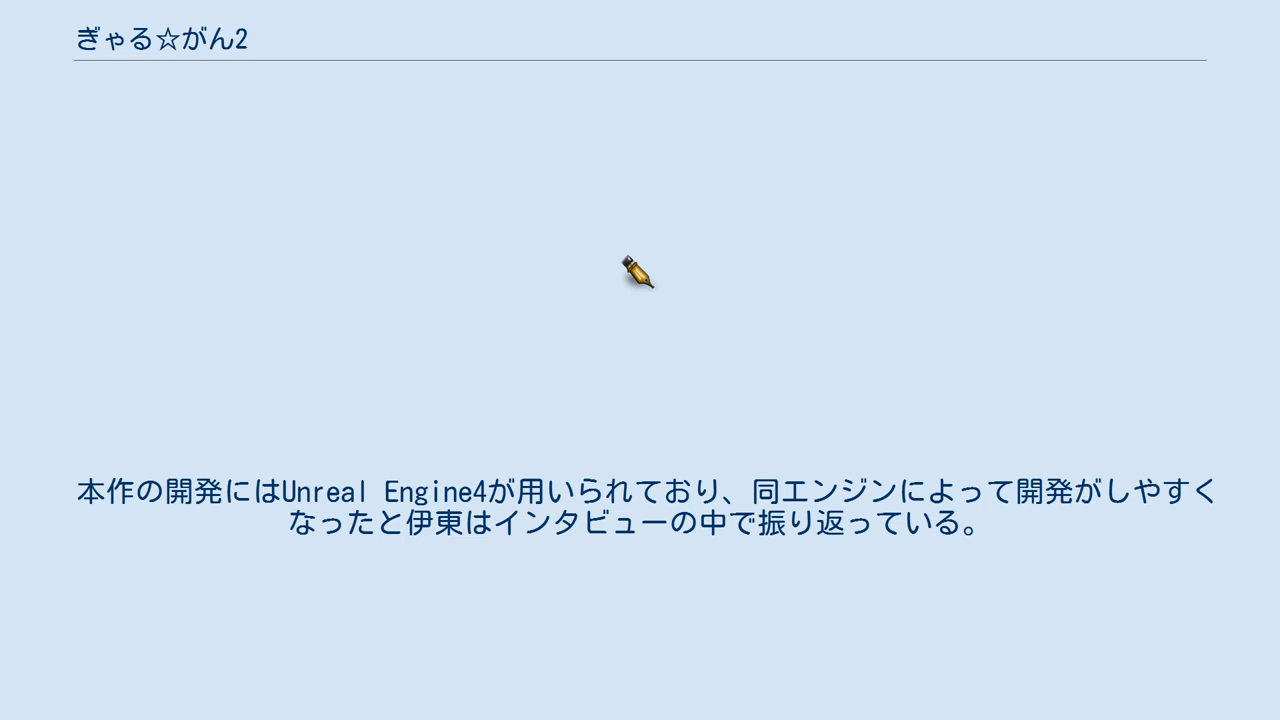 ぎゃる☆がん2
本作の開発にはUnreal Engine4が用いられており、同エンジンによって開発がしやすく
なったと伊東はインタビューの中で振り返っている。